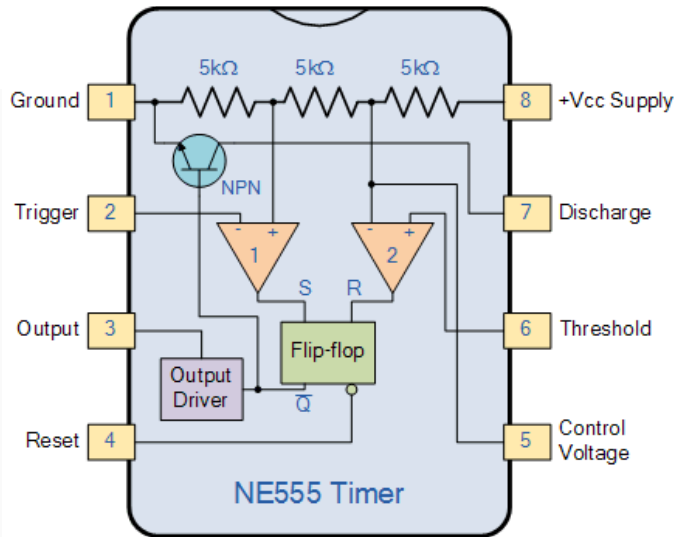 5kΩ 5kΩ 5kΩ
Ground 1
8 +Vcc Supply
NPN
Trigger 2
- + 1
- + 2
7 Discharge
S R
Output 3
Flip-flop
6 Threshold
Output
Driver
Q̅
Reset 4
5 Control
Voltage
NE555 Timer